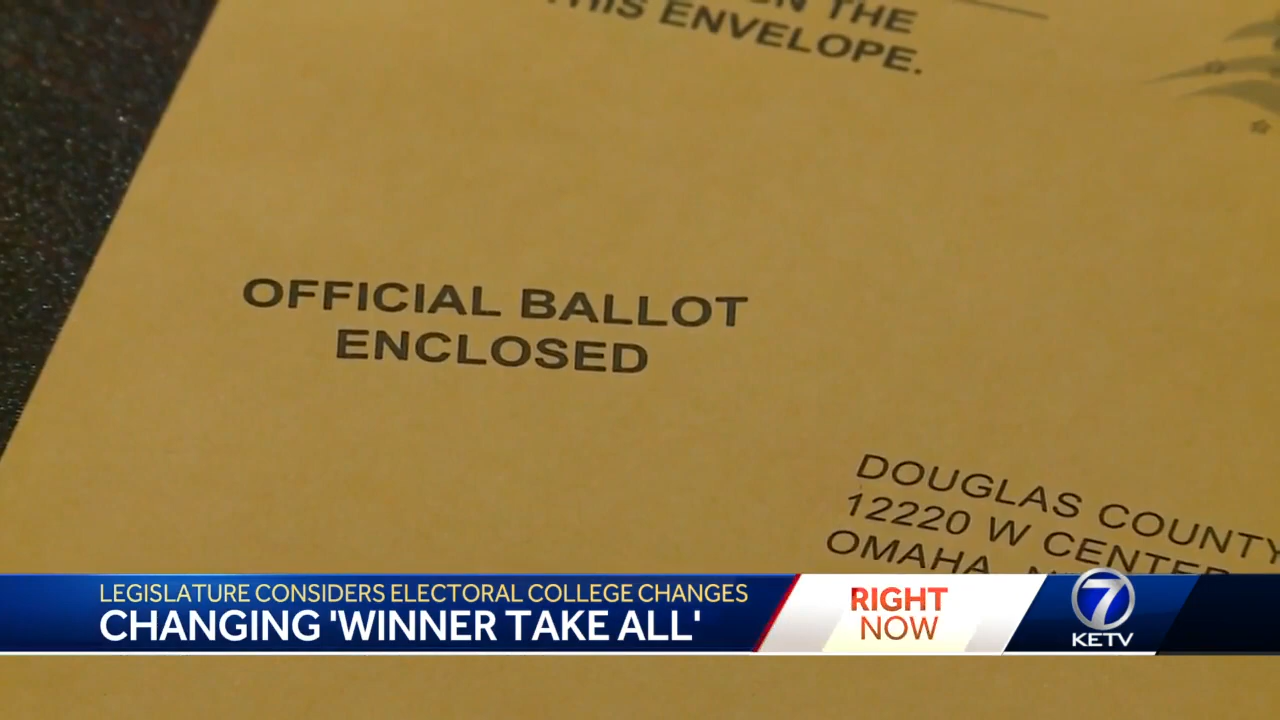 THE
THIS ENVELOPE.
OFFICIAL BALLOT
ENCLOSED
DOUGLAS COUNTY
12220 W CENTER
OMAHA,
LEGISLATURE CONSIDERS ELECTORAL COLLEGE CHANGES
CHANGING 'WINNER TAKE ALL'
RIGHT
NOW
7
KETV